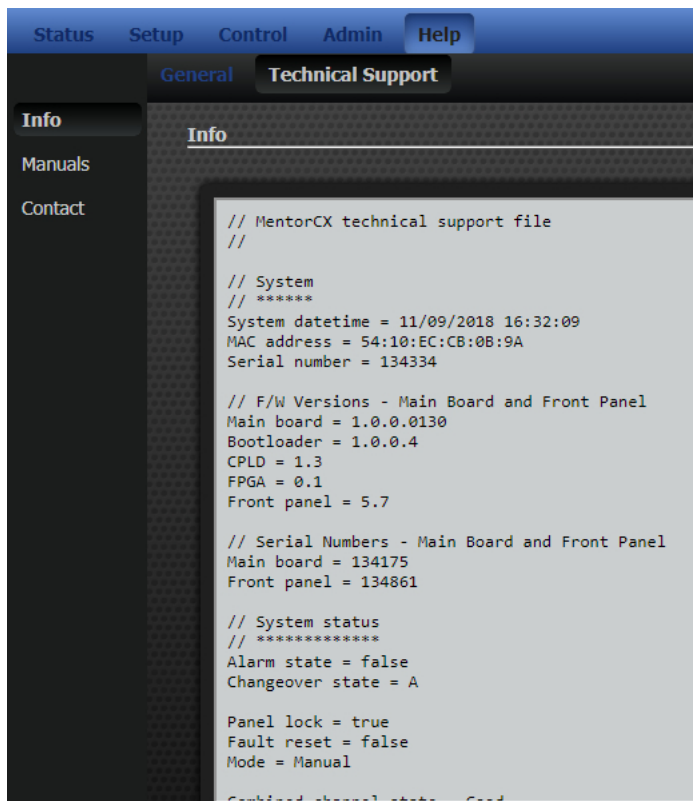 Status Setup Control Admin Help
General Technical Support
Info
Manuals
Contact
Info
// MentorCX technical support file
//
// System
// ******
System datetime = 11/09/2018 16:32:09
MAC address = 54:10:EC:CB:0B:9A
Serial number = 134334
// F/W Versions - Main Board and Front Panel
Main board = 1.0.0.0130
Bootloader = 1.0.0.4
CPLD = 1.3
FPGA = 0.1
Front panel = 5.7
// Serial Numbers - Main Board and Front Panel
Main board = 134175
Front panel = 134861
// System status
// *************
Alarm state = false
Changeover state = A
Panel lock = true
Fault reset = false
Mode = Manual